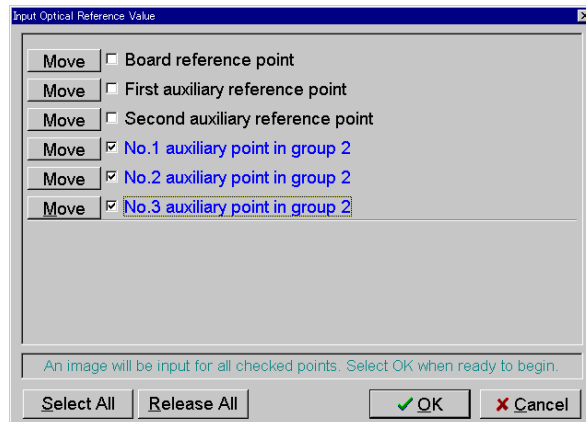 Input Optical Reference Value
Move Board reference point
Move First auxiliary reference point
Move Second auxiliary reference point
Move No.1 auxiliary point in group 2
Move No.2 auxiliary point in group 2
Move No.3 auxiliary point in group 2
An image will be input for all checked points. Select OK when ready to begin.
Select All Release All OK Cancel